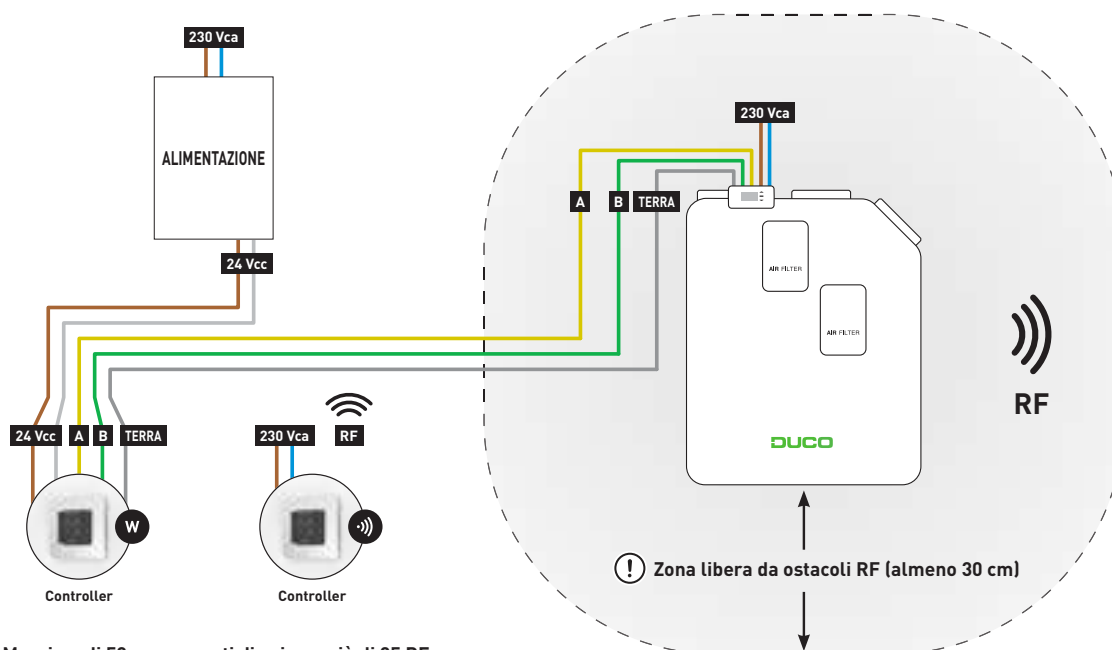 230 Vca
ALIMENTAZIONE
24 Vcc
230 Vca
A
B
TERRA
AIR FILTER
AIR FILTER
DUCO
RF
24 Vcc
A
B
TERRA
230 Vca
RF
W
Controller
Controller
! Zona libera da ostacoli RF (almeno 30 cm)